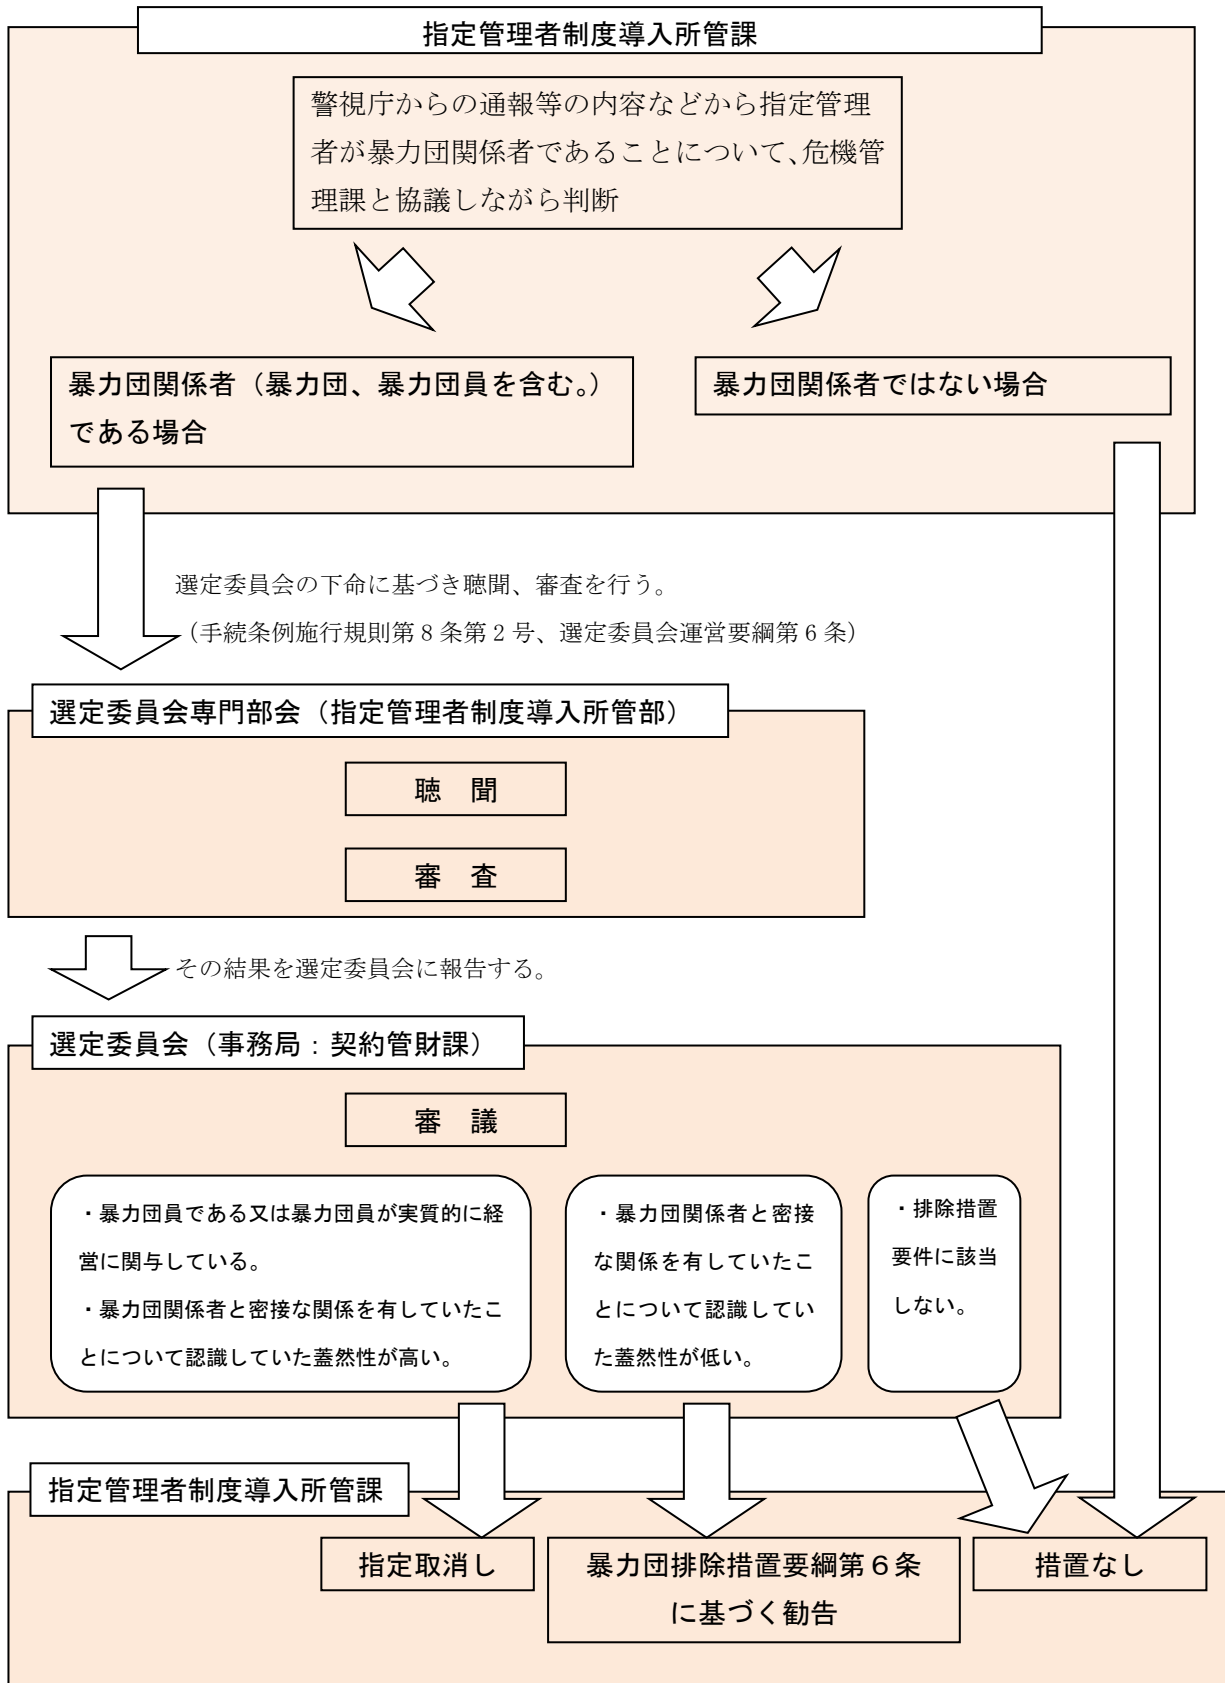 指定管理者制度導入所管課
警視庁からの通報等の内容などから指定管理
者が暴力団関係者であることについて、危機管
理課と協議しながら判断
暴力団関係者（暴力団、暴力団員を含む。）
である場合
暴力団関係者ではない場合
選定委員会の下命に基づき聴聞、審査を行う。
（手続条例施行規則第８条第２号、選定委員会運営要綱第６条）
選定委員会専門部会（指定管理者制度導入所管部）
聴　聞
審　査
その結果を選定委員会に報告する。
選定委員会（事務局：契約管財課）
審　議
・暴力団員である又は暴力団員が実質的に経
営に関与している。
・暴力団関係者と密接な関係を有していたこ
とについて認識していた蓋然性が高い。
・暴力団関係者と密接
な関係を有していたこ
とについて認識してい
た蓋然性が低い。
・排除措置
要件に該当
しない。
指定管理者制度導入所管課
指定取消し
暴力団排除措置要綱第６条
に基づく勧告
措置なし